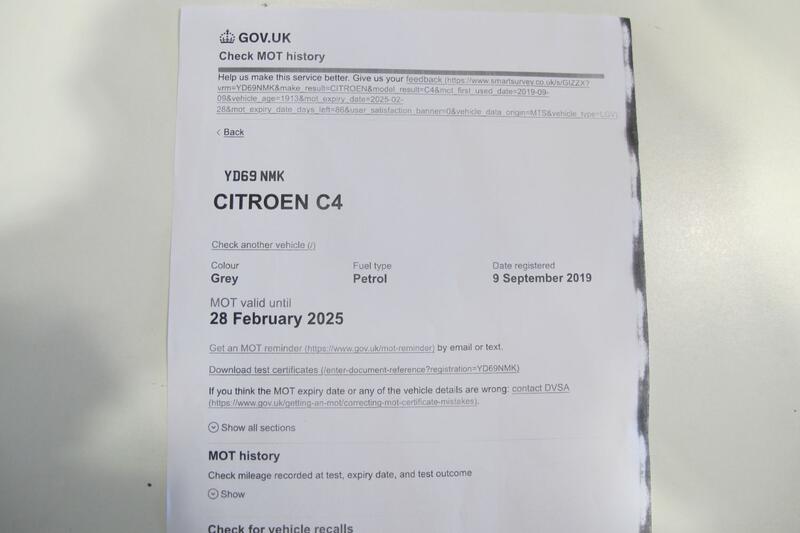 GOV.UK
Check MOT history
Help us make this service better. Give us your feedback (https://www.smartsurvey.co.uk/s/GIZZX?
vrm=YD69NMK&make_result=CITROEN&model_result=C4&mct_first_used_date=2019-09-
09&vehicle_age=1913&mot_expiry_date=2025-02-
28&mot_expiry_date_days_left=86&user_satisfaction_banner=0&vehicle_data_origin=MTS&vehicle_type=LGV)
Back
YD69 NMK
CITROEN C4
Check another vehicle (/)
Colour Fuel type Date registered
Grey Petrol 9 September 2019
MOT valid until
28 February 2025
Get an MOT reminder (https://www.gov.uk/mot-reminder) by email or text.
Download test certificates (/enter-document-reference?registration=YD69NMK)
If you think the MOT expiry date or any of the vehicle details are wrong: contact DVSA
(https://www.gov.uk/getting-an-mot/correcting-mot-certificate-mistakes).
Show all sections
MOT history
Check mileage recorded at test, expiry date, and test outcome
Show
Check for vehicle recalls